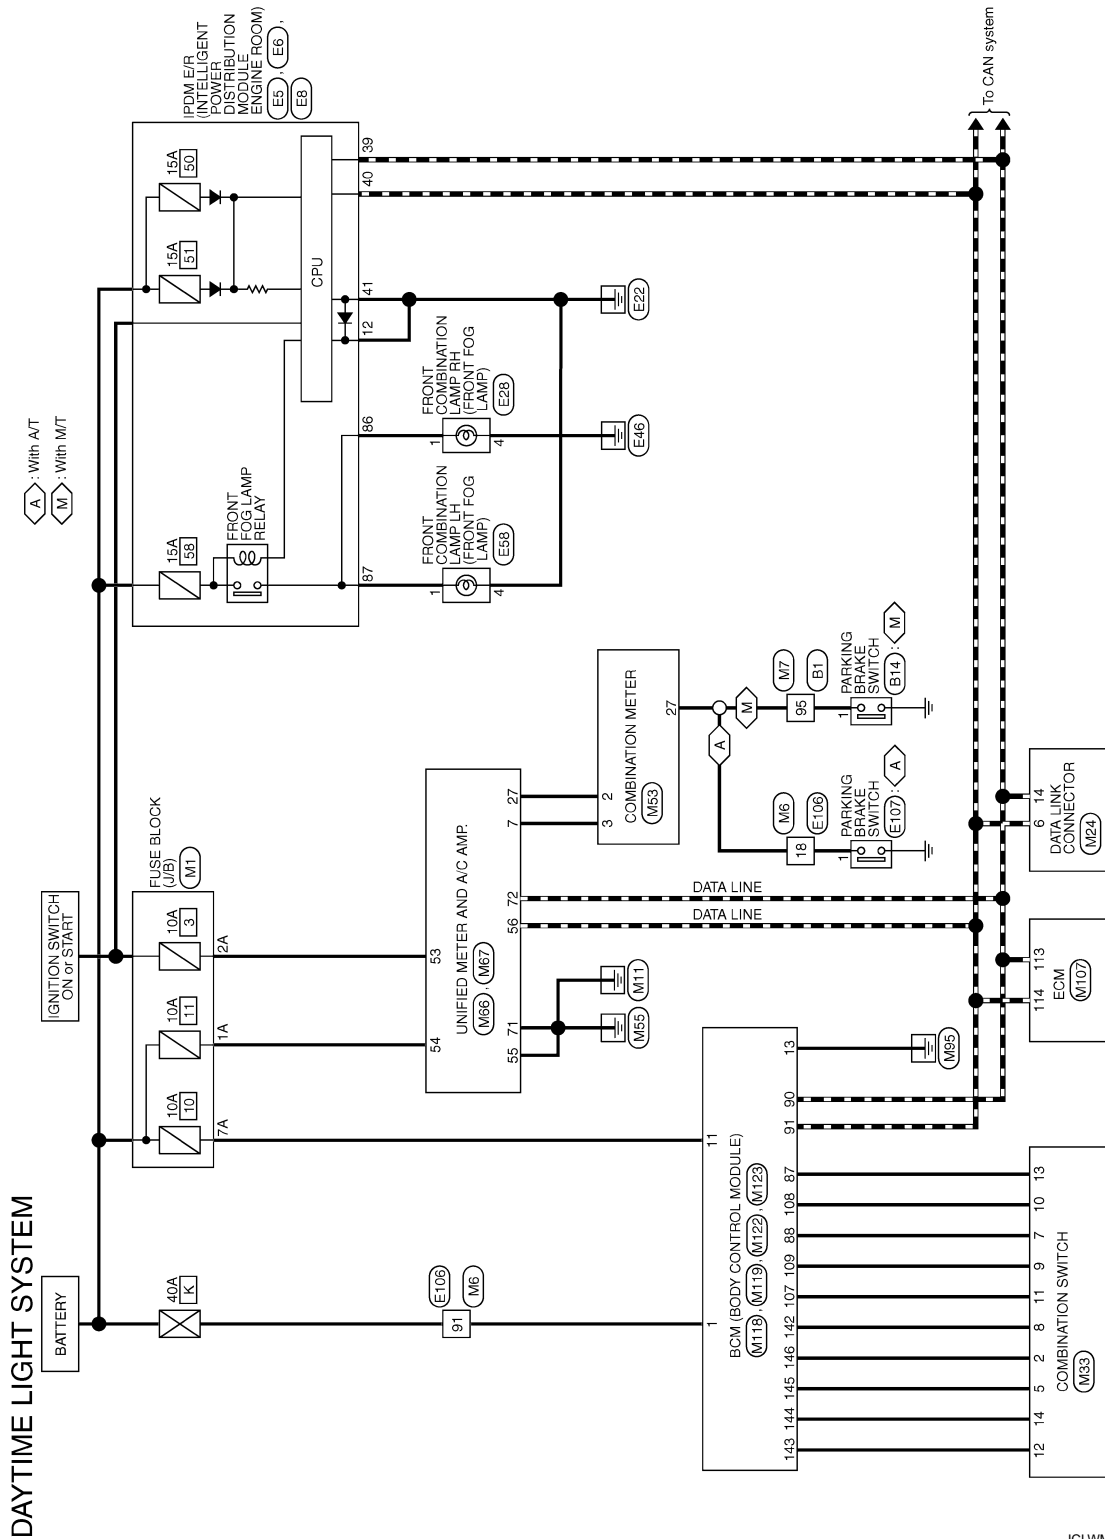 DAYTIME LIGHT SYSTEM
A : With A/T
M : With M/T
BATTERY
IGNITION SWITCH
ON or START
40A
K
E106
M6
91
FUSE BLOCK
(J/B)
M1
10A
10
10A
11
10A
3
7A
1A
2A
15A
58
15A
51
15A
50
FRONT
FOG LAMP
RELAY
CPU
IPDM E/R
(INTELLIGENT
POWER
DISTRIBUTION
MODULE
ENGINE ROOM)
E5 , E6 ,
E8
87
86
12
41
40
39
FRONT
COMBINATION
LAMP LH
(FRONT FOG
LAMP)
E58
1
4
FRONT
COMBINATION
LAMP RH
(FRONT FOG
LAMP)
E28
1
4
E46
E22
54
53
UNIFIED METER AND A/C AMP.
M66 , M67
55
71
56
72
7
27
M55
M11
DATA LINE
DATA LINE
3
2
COMBINATION METER
M53
27
A
M
M6
E106
18
M7
B1
95
1
PARKING
BRAKE
SWITCH
E107 : A
1
PARKING
BRAKE
SWITCH
B14 : M
1
11
BCM (BODY CONTROL MODULE)
M118 , M119 , M122 , M123
143
144
145
146
142
107
109
88
108
87
91
90
13
M95
12
14
5
2
8
11
9
7
10
13
COMBINATION SWITCH
M33
114
113
ECM
M107
6
14
DATA LINK
CONNECTOR
M24
To CAN system